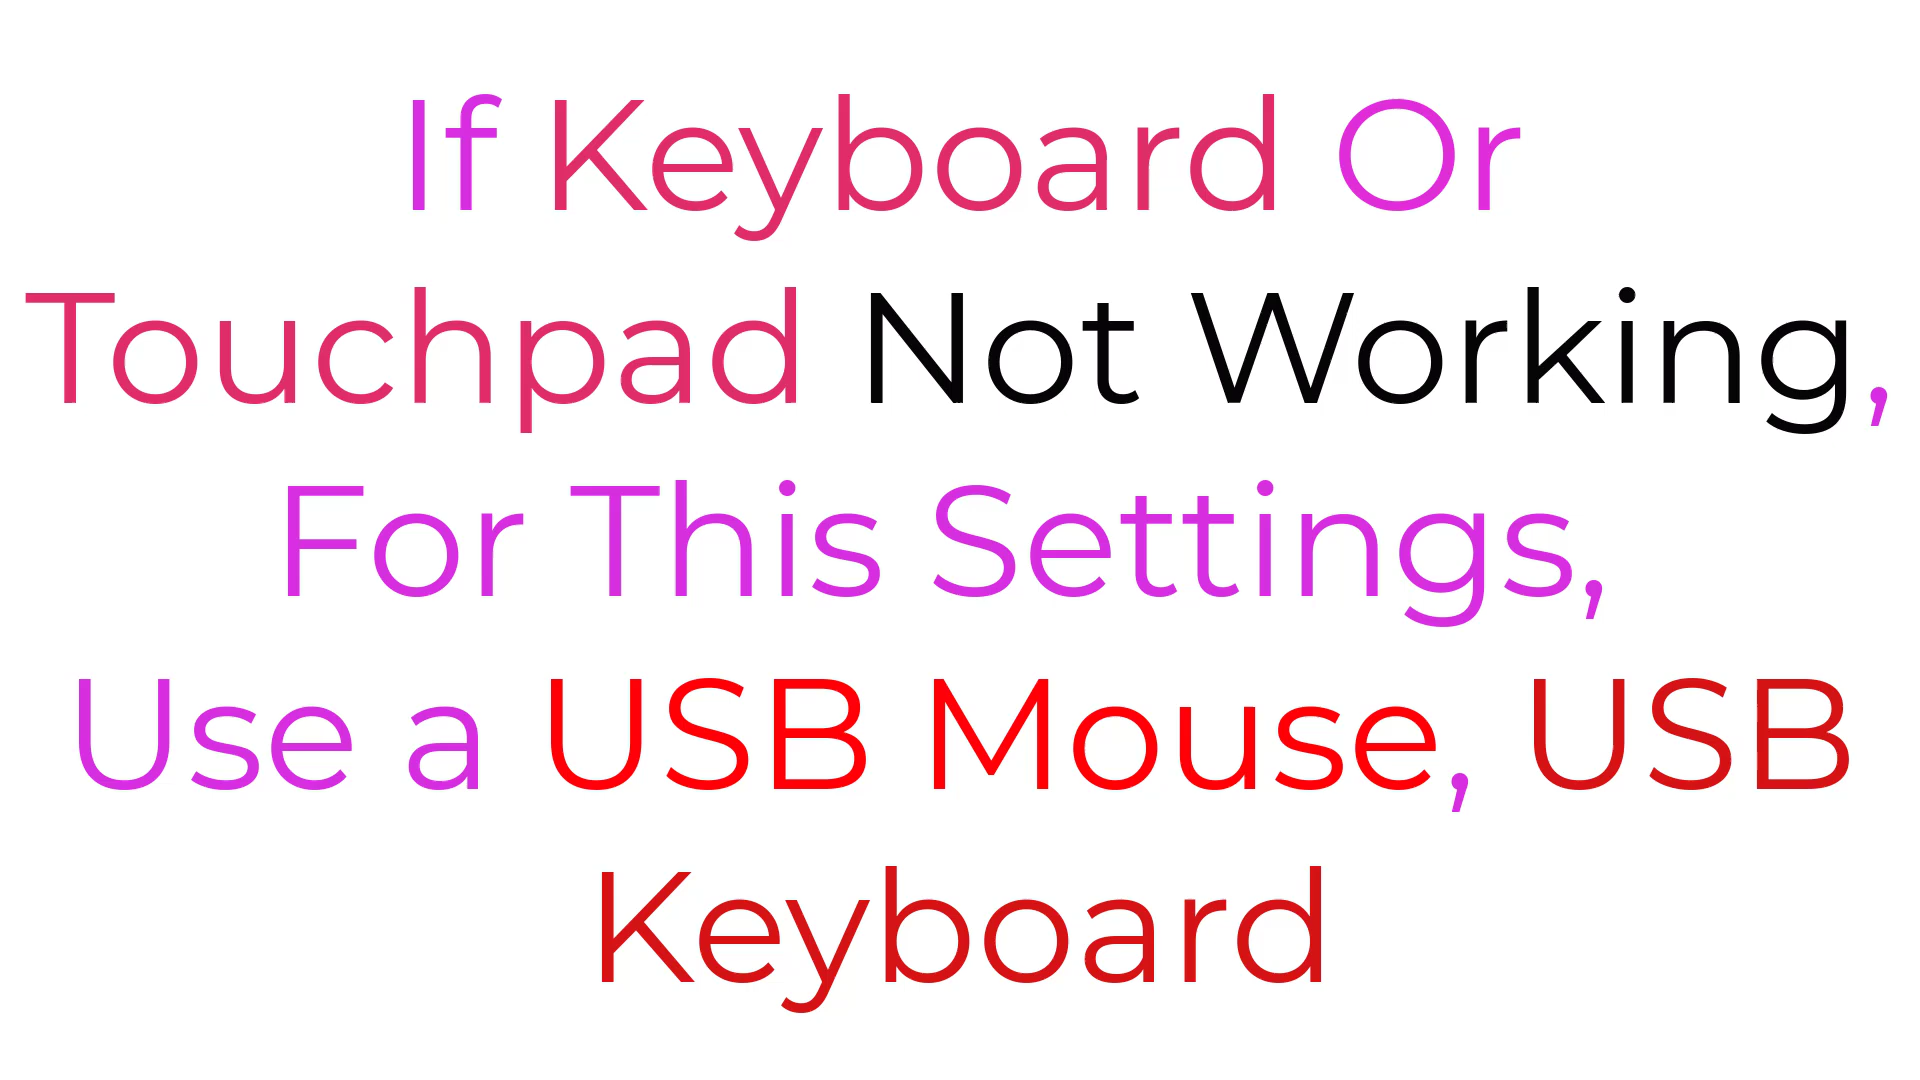 If Keyboard Or
Touchpad Not Working,
For This Settings,
Use a USB Mouse, USB
Keyboard